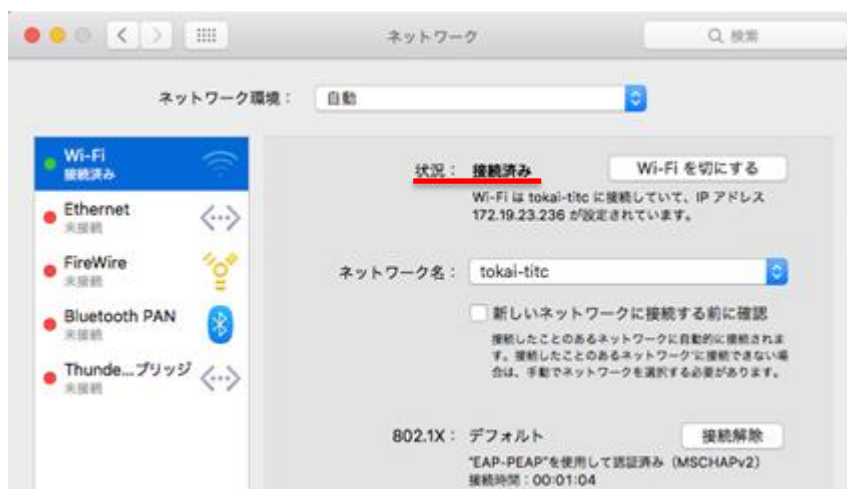 ネットワーク
検索
ネットワーク環境：
自動
Wi-Fi
接続済み
Ethernet
未接続
FireWire
未接続
Bluetooth PAN
未接続
Thunde...ブリッジ
未接続
状況：
接続済み
Wi-Fi を切にする
Wi-Fi は tokai-titc に接続していて、IP アドレス
172.19.23.236 が設定されています。
ネットワーク名：
tokai-titc
新しいネットワークに接続する前に確認
接続したことのあるネットワークに自動的に接続されま
す。接続したことのあるネットワークに接続できない場
合は、手動でネットワークを選択する必要があります。
802.1X：
デフォルト
接続解除
"EAP-PEAP"を使用して認証済み（MSCHAPv2）
接続時間：00:01:04